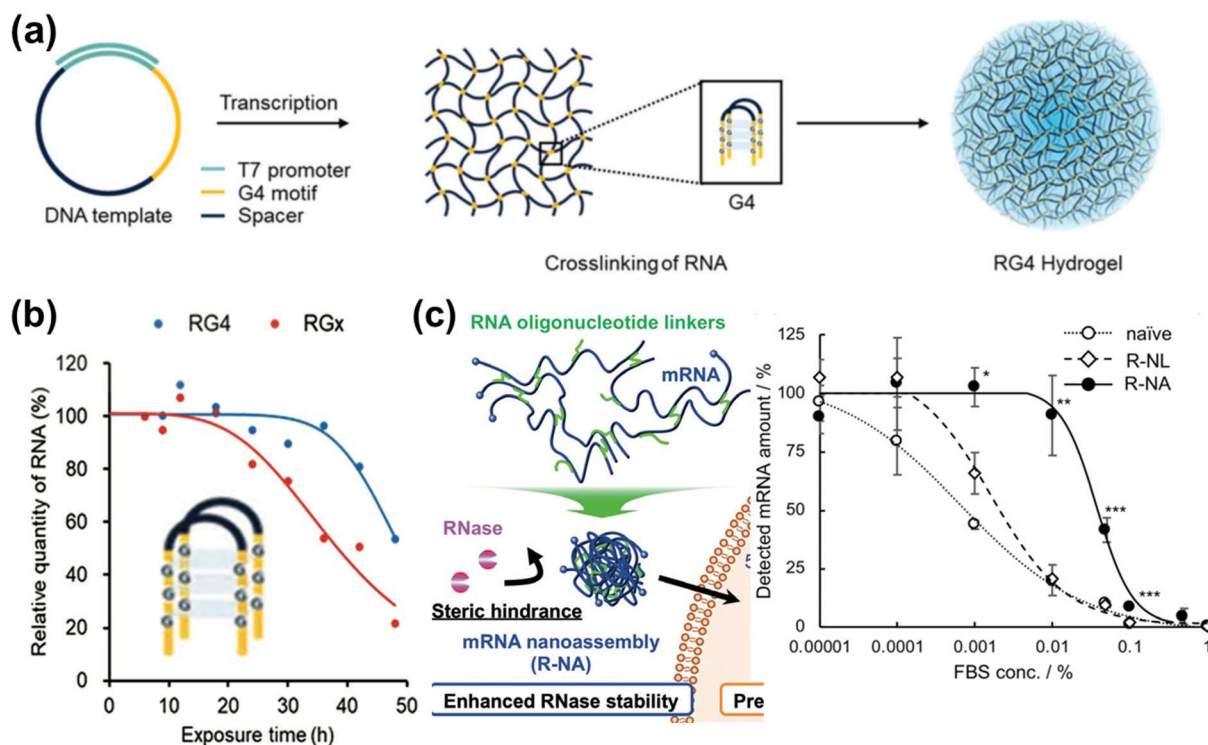 (a)
Transcription
T7 promoter
G4 motif
Spacer
DNA template
G4
Crosslinking of RNA
RG4 Hydrogel
(b)
RG4
RGx
Relative quantity of RNA (%)
120
100
80
60
40
20
0
0
10
20
30
40
50
Exposure time (h)
G
G
G
G
G
G
G
G
G
G
G
G
(c)
RNA oligonucleotide linkers
mRNA
RNase
Steric hindrance
mRNA nanoassembly
(R-NA)
Enhanced RNase stability
5
Pre
naïve
R-NL
R-NA
Detected mRNA amount / %
125
100
75
50
25
0
*
**
***
***
0.00001
0.0001
0.001
0.01
0.1
1
FBS conc. / %